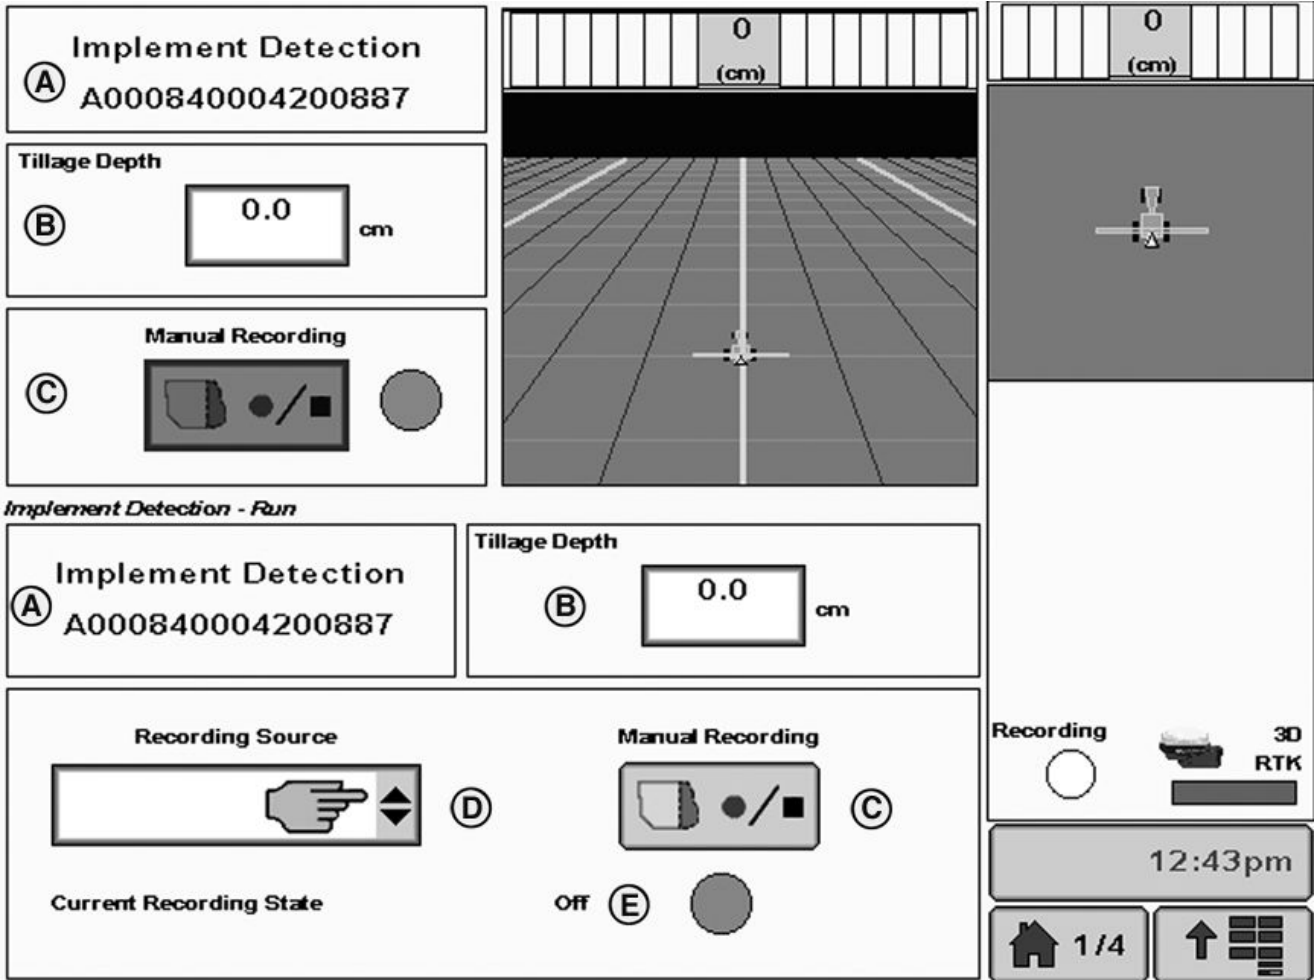 Implement Detection
A
A000840004200887
Tillage Depth
B
0.0
cm
Manual Recording
C
0
(cm)
0
(cm)
Implement Detection - Run
Implement Detection
A
A000840004200887
Tillage Depth
B
0.0
cm
Recording Source
D
Manual Recording
C
Current Recording State
Off
E
Recording
3D
RTK
12:43pm
1/4